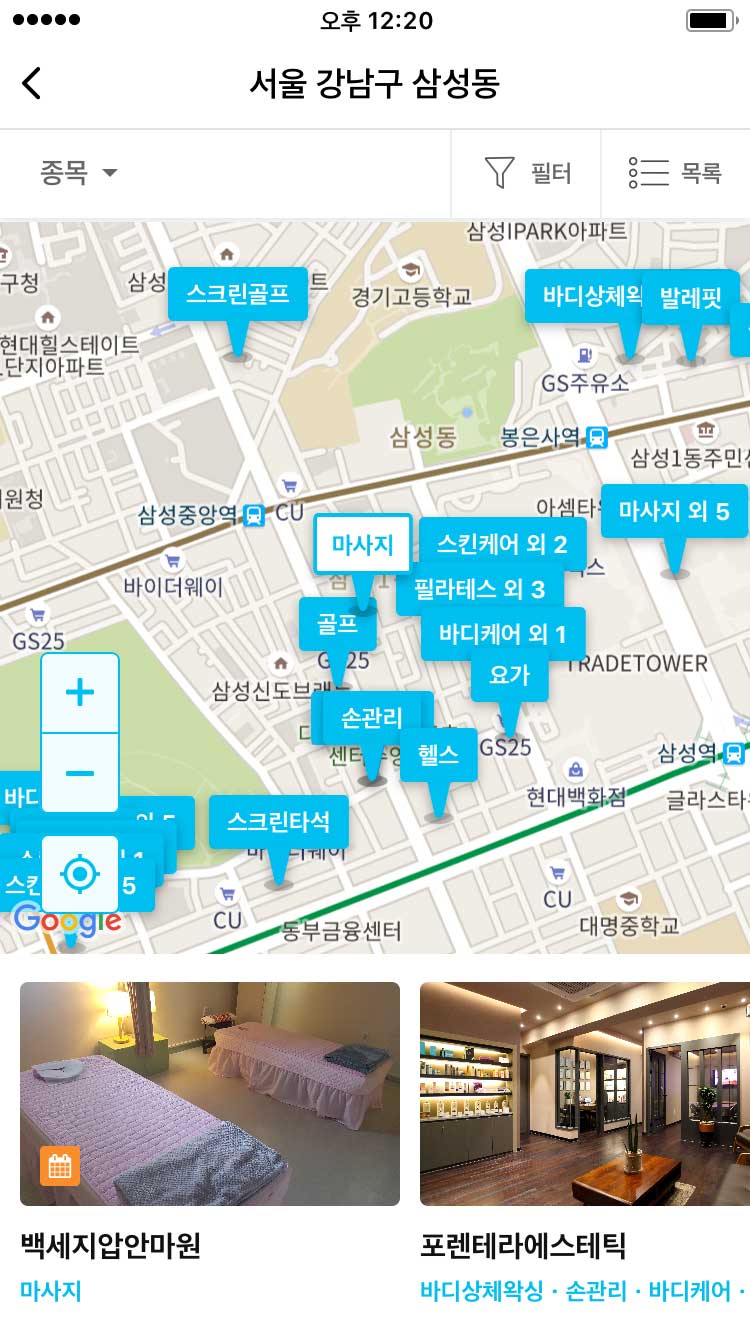 오후 12:20
서울 강남구 삼성동
종목
필터
목록
삼성IPARK아파트
구청
삼성
트
스크린골프
경기고등학교
바디상체왁
발레핏
현대힐스테이트
단지아파트
GS주유소
삼성동
봉은사역
삼성1동주민
원청
삼성중앙역
CU
아셈타
마사지 외 5
마사지
스킨케어 외 2
바이더웨이
필라테스 외 3
골프
바디케어 외 1
GS25
TRADETOWER
요가
삼성신도브래
손관리
GS25
헬스
삼성역
현대백화점
글라스타
+
−
바디
외 5
스크린타석
스킨
5
Google
CU
CU
동부금융센터
대명중학교
백세지압안마원
마사지
포렌테라에스테틱
바디상체왁싱 · 손관리 · 바디케어 ·